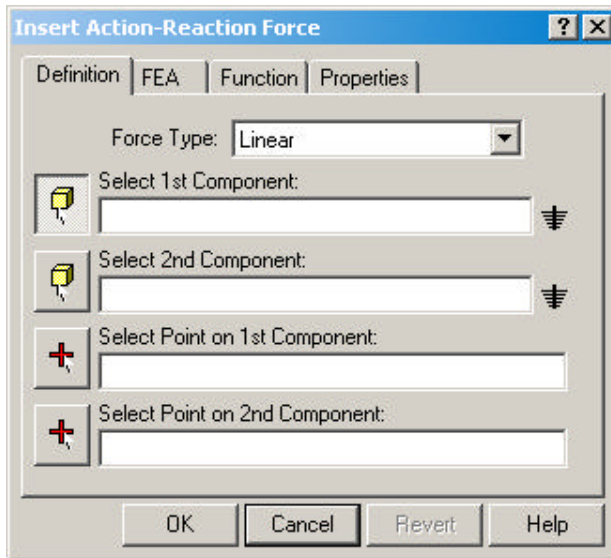 Insert Action-Reaction Force
Definition FEA Function Properties
Force Type: Linear
Select 1st Component:
Select 2nd Component:
Select Point on 1st Component:
Select Point on 2nd Component:
OK Cancel Revert Help